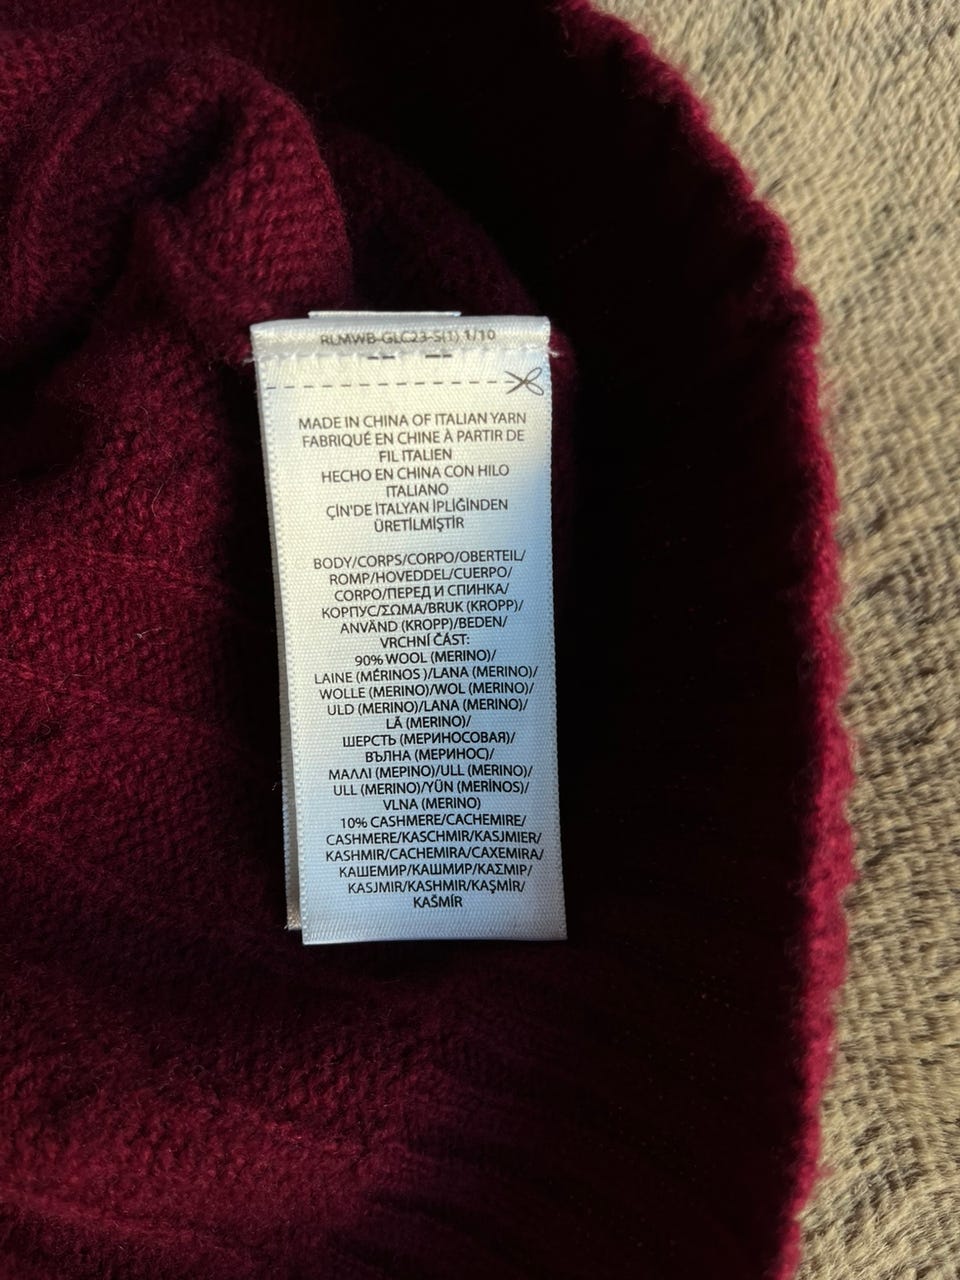 RLMWB-GLC23-S(1) 1/10
MADE IN CHINA OF ITALIAN YARN
FABRIQUÉ EN CHINE À PARTIR DE
FIL ITALIEN
HECHO EN CHINA CON HILO
ITALIANO
ÇİN'DE İTALYAN İPLİĞİNDEN
ÜRETİLMİŞTİR
BODY/CORPS/CORPO/OBERTEIL/
ROMP/HOVEDDEL/CUERPO/
CORPO/ПЕРЕД И СПИНКА/
КОРПУС/ΣΩΜΑ/BRUK (KROPP)/
ANVÄND (KROPP)/BEDEN/
VRCHNÍ ČÁST:
90% WOOL (MERINO)/
LAINE (MÉRINOS )/LANA (MERINO)/
WOLLE (MERINO)/WOL (MERINO)/
ULD (MERINO)/LANA (MERINO)/
LÃ (MERINO)/
ШЕРСТЬ (МЕРИНОСОВАЯ)/
ВЪЛНА (МЕРИНОС)/
ΜΑΛΛΙ (ΜΕΡΙΝΟ)/ULL (MERINO)/
ULL (MERINO)/YÜN (MERİNOS)/
VLNA (MERINO)
10% CASHMERE/CACHEMIRE/
CASHMERE/KASCHMIR/KASJMIER/
KASHMIR/CACHEMIRA/CAXEMIRA/
КАШЕМИР/КАШМИР/ΚΑΣΜΙΡ/
KASJMIR/KASHMIR/KAŞMİR/
KAŠMÍR